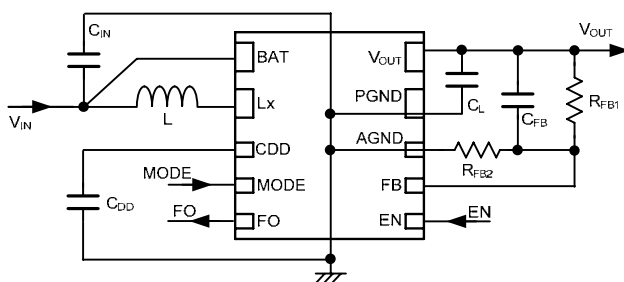 CIN
VIN
L
BAT
Lx
CDD
MODE
FO
VOUT
PGND
AGND
FB
EN
MODE
FO
CDD
CL
CFB
RFB1
RFB2
EN
VOUT